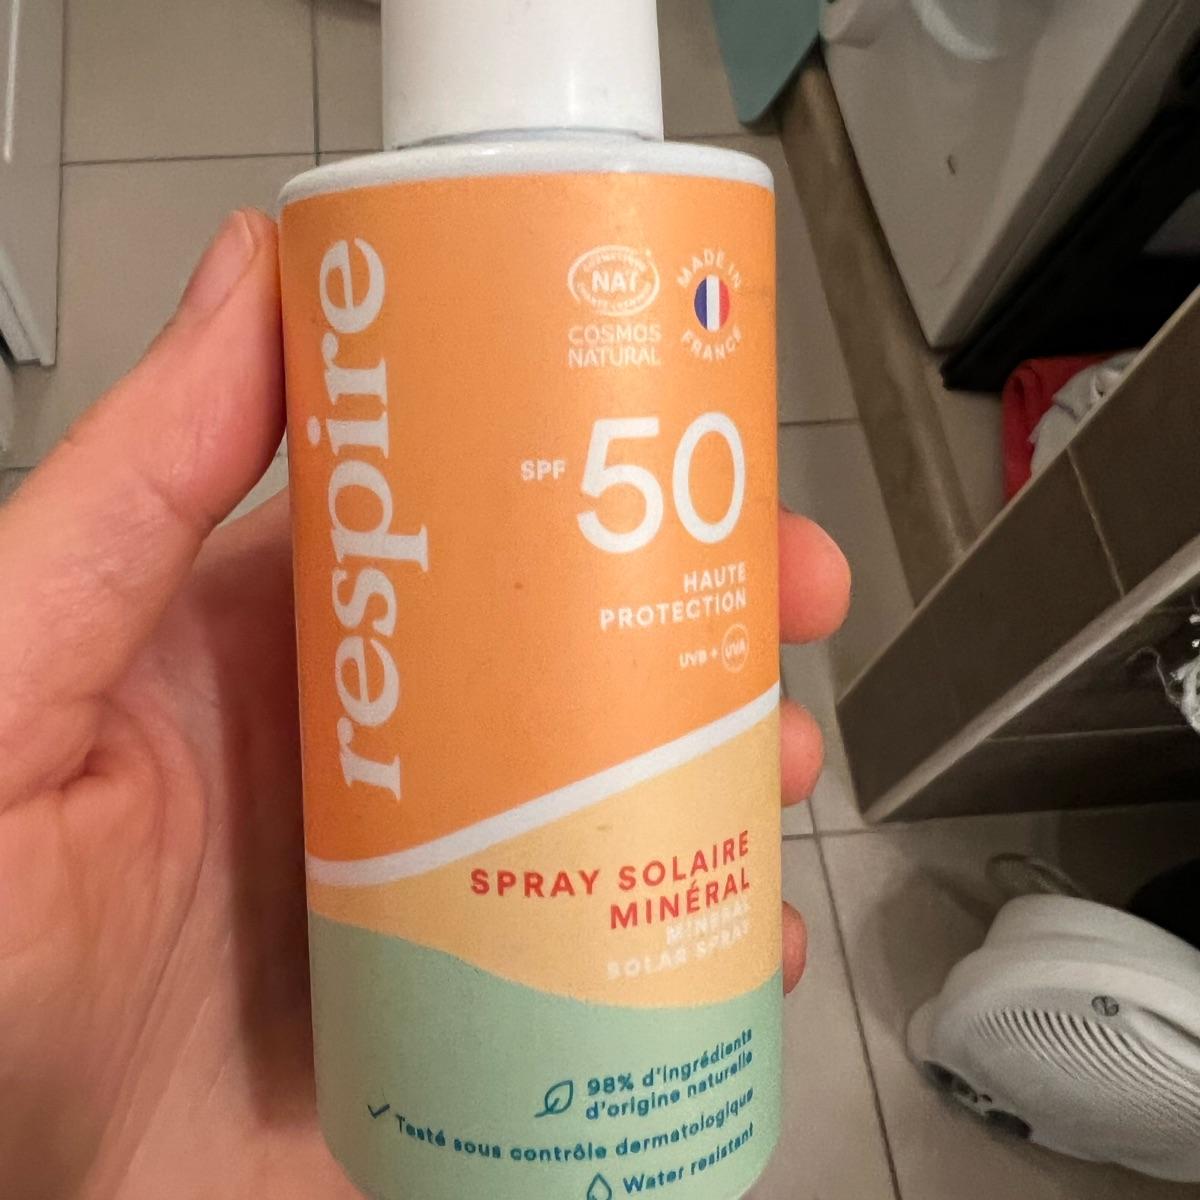 respire
NAT
COSMOS
NATURAL
MADE IN
FRANCE
SPF 50
HAUTE
PROTECTION
UVB + UVA
SPRAY SOLAIRE
MINÉRAL
MINERAL
SOLAR SPRAY
98% d'ingrédients
d'origine naturelle
Testé sous contrôle dermatologique
Water resistant